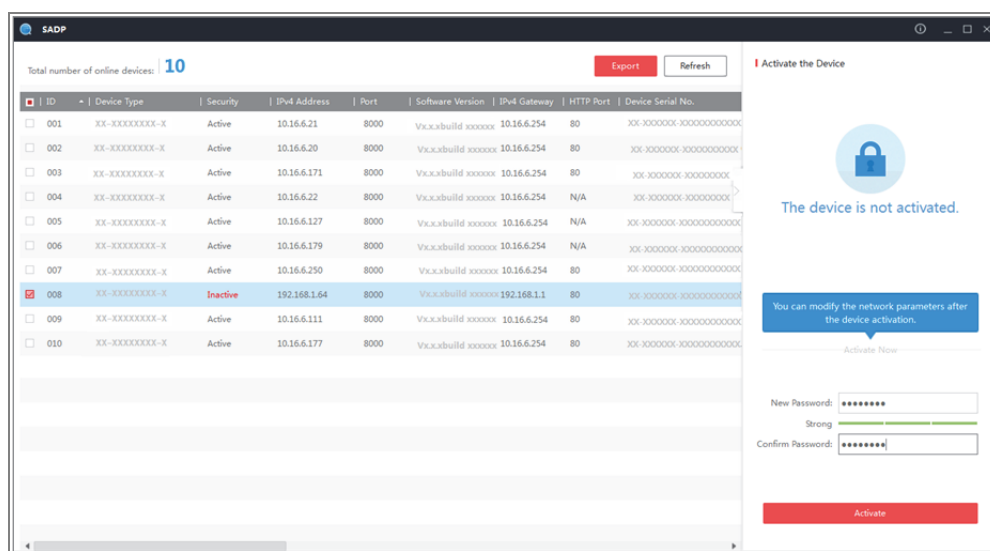 SADP
Total number of online devices: 10
Export
Refresh
ID | Device Type | Security | IPv4 Address | Port | Software Version | IPv4 Gateway | HTTP Port | Device Serial No.
001 XX-XXXXXXXX-X Active 10.16.6.21 8000 Vx.x.xbuild xxxxxx 10.16.6.254 80
002 XX-XXXXXXXX-X Active 10.16.6.20 8000 Vx.x.xbuild xxxxxx 10.16.6.254 80
003 XX-XXXXXXXX-X Active 10.16.6.171 8000 Vx.x.xbuild xxxxxx 10.16.6.254 80
004 XX-XXXXXXXX-X Active 10.16.6.22 8000 Vx.x.xbuild xxxxxx 10.16.6.254 N/A
005 XX-XXXXXXXX-X Active 10.16.6.127 8000 Vx.x.xbuild xxxxxx 10.16.6.254 N/A
006 XX-XXXXXXXX-X Active 10.16.6.179 8000 Vx.x.xbuild xxxxxx 10.16.6.254 N/A
007 XX-XXXXXXXX-X Active 10.16.6.250 8000 Vx.x.xbuild xxxxxx 10.16.6.254 80
008 XX-XXXXXXXX-X Inactive 192.168.1.64 8000 Vx.x.xbuild xxxxxx 192.168.1.1 80
009 XX-XXXXXXXX-X Active 10.16.6.111 8000 Vx.x.xbuild xxxxxx 10.16.6.254 80
010 XX-XXXXXXXX-X Active 10.16.6.177 8000 Vx.x.xbuild xxxxxx 10.16.6.254 80
Activate the Device
The device is not activated.
You can modify the network parameters after
the device activation.
Activate Now
New Password:
Strong
Confirm Password:
Activate